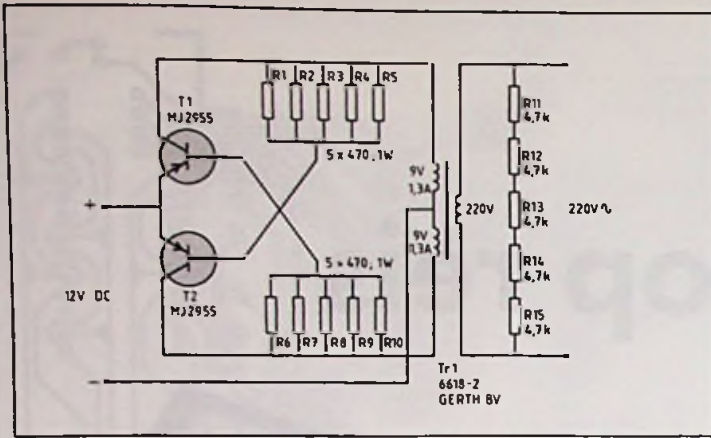 R1 R2 R3 R4 R5
T1
MJ2955
5 x 470, 1W
+
9V
1,3A
9V
1,3A
220V
220V∿
R11
4,7k
R12
4,7k
R13
4,7k
R14
4,7k
R15
4,7k
12V DC
T2
MJ2955
5 x 470, 1W
R6 R7 R8 R9 R10
−
Tr1
6618-2
GERTH BV